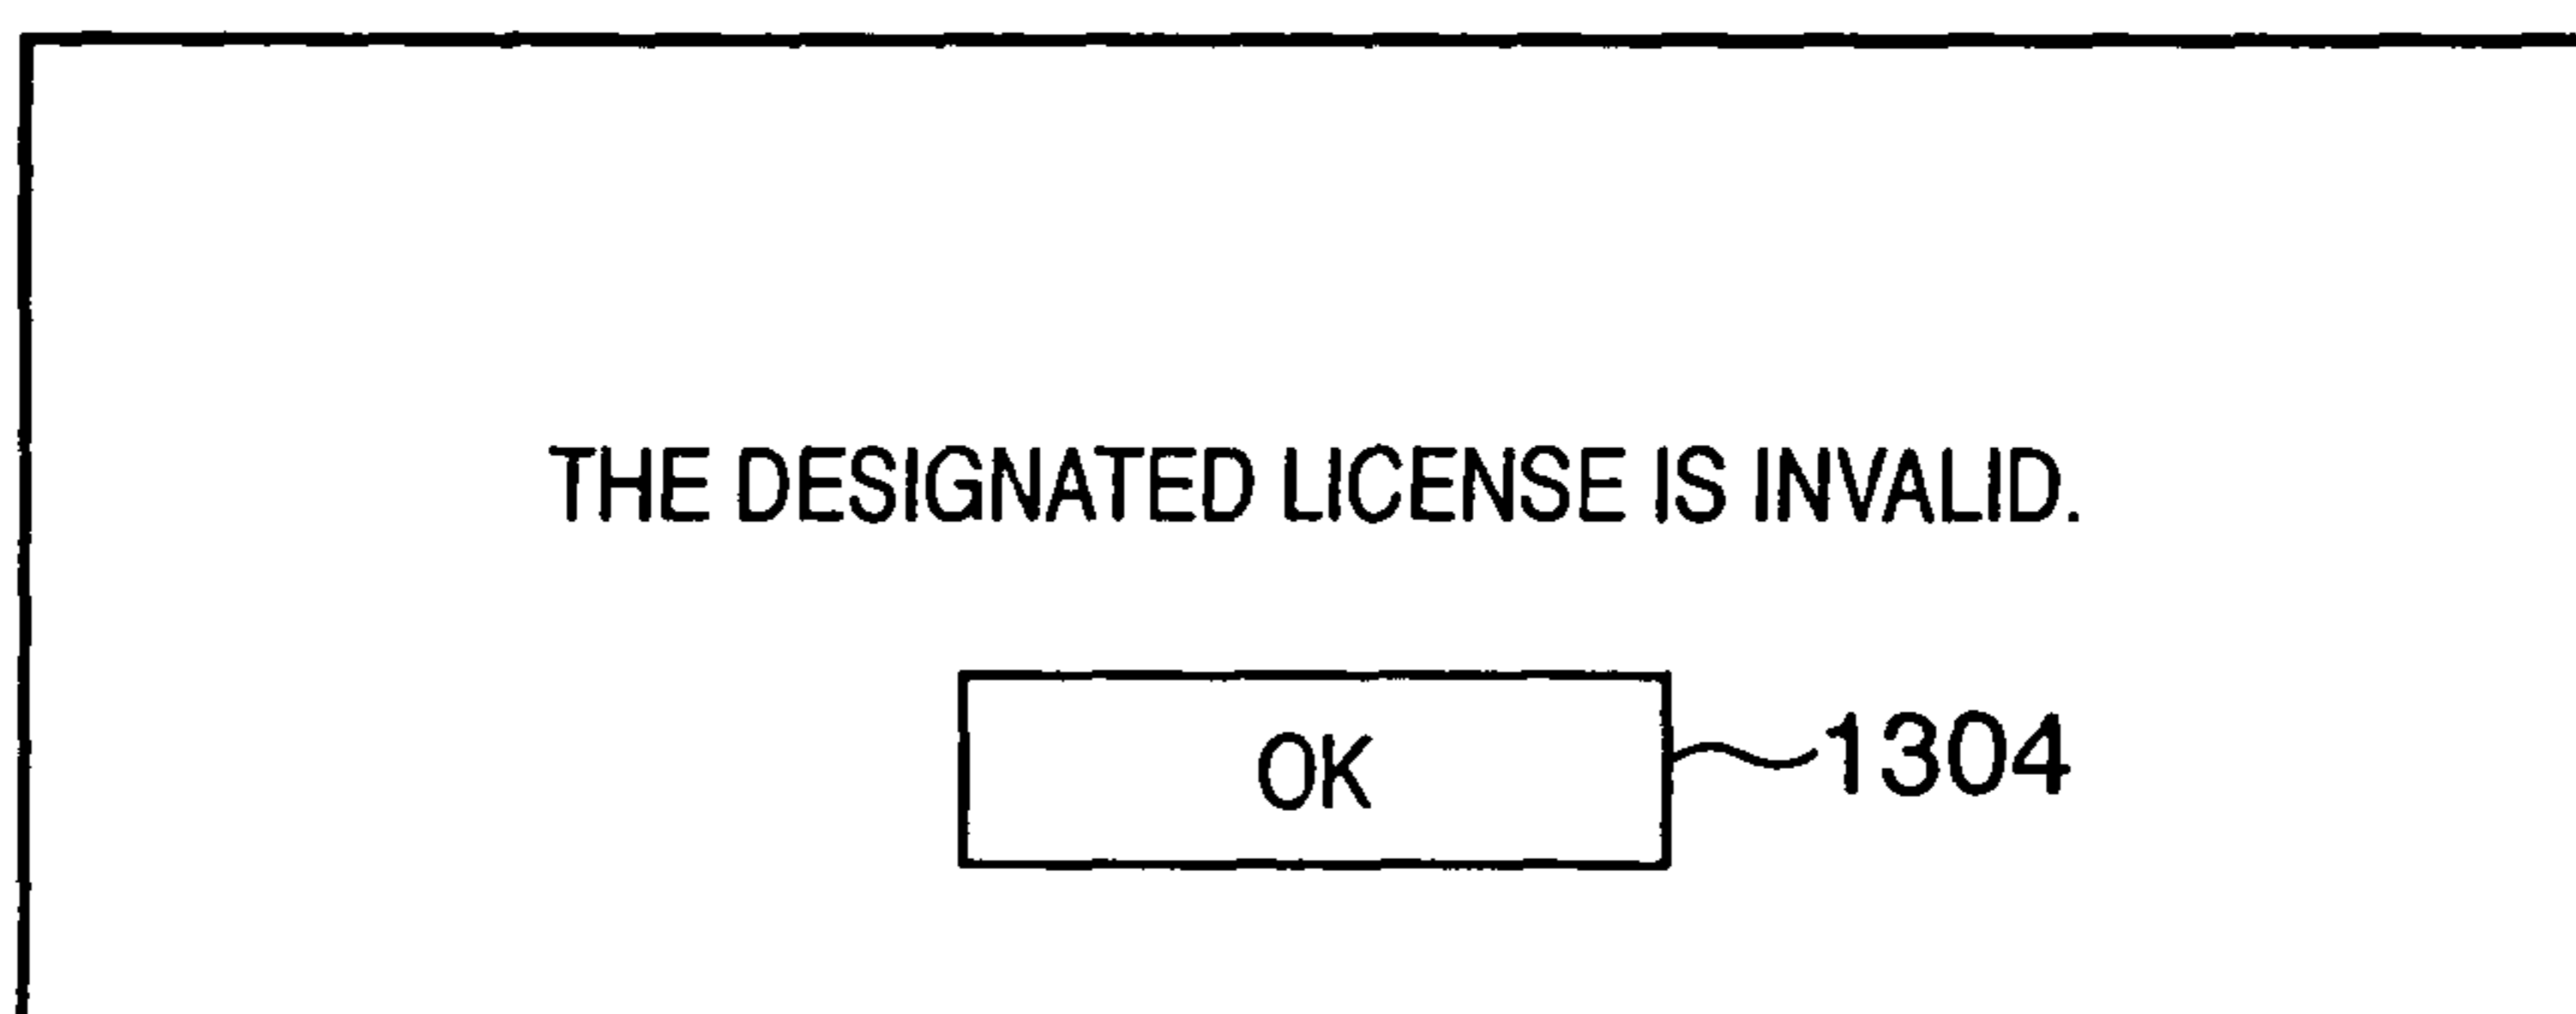 THE DESIGNATED LICENSE IS INVALID.
OK
1304